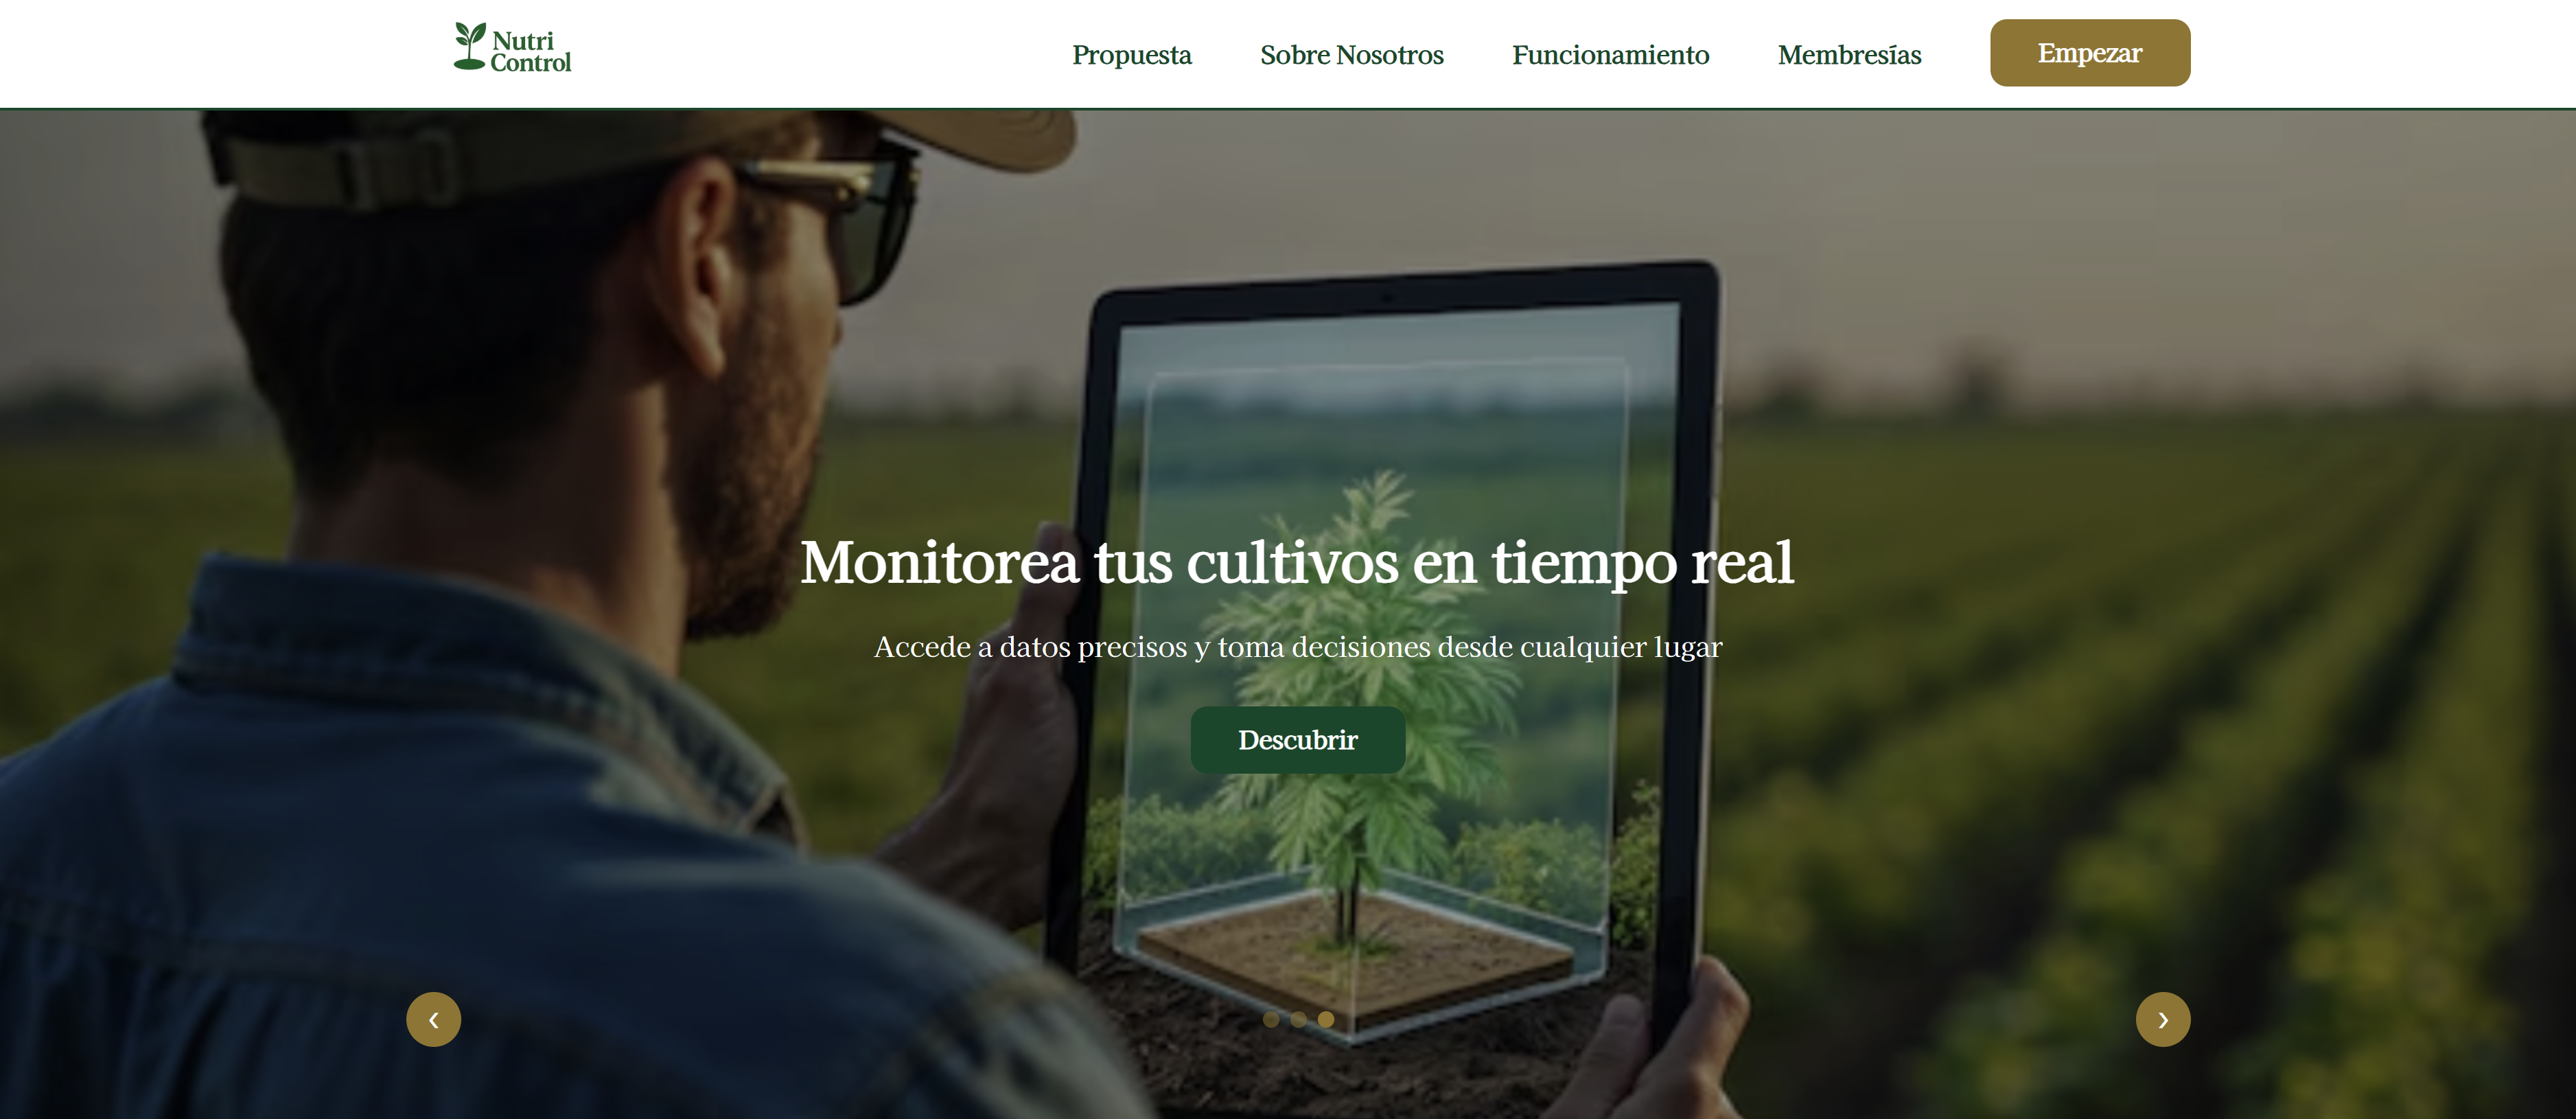 Nutri
Control
Propuesta
Sobre Nosotros
Funcionamiento
Membresías
Empezar
Monitorea tus cultivos en tiempo real
Accede a datos precisos y toma decisiones desde cualquier lugar
Descubrir
‹
›